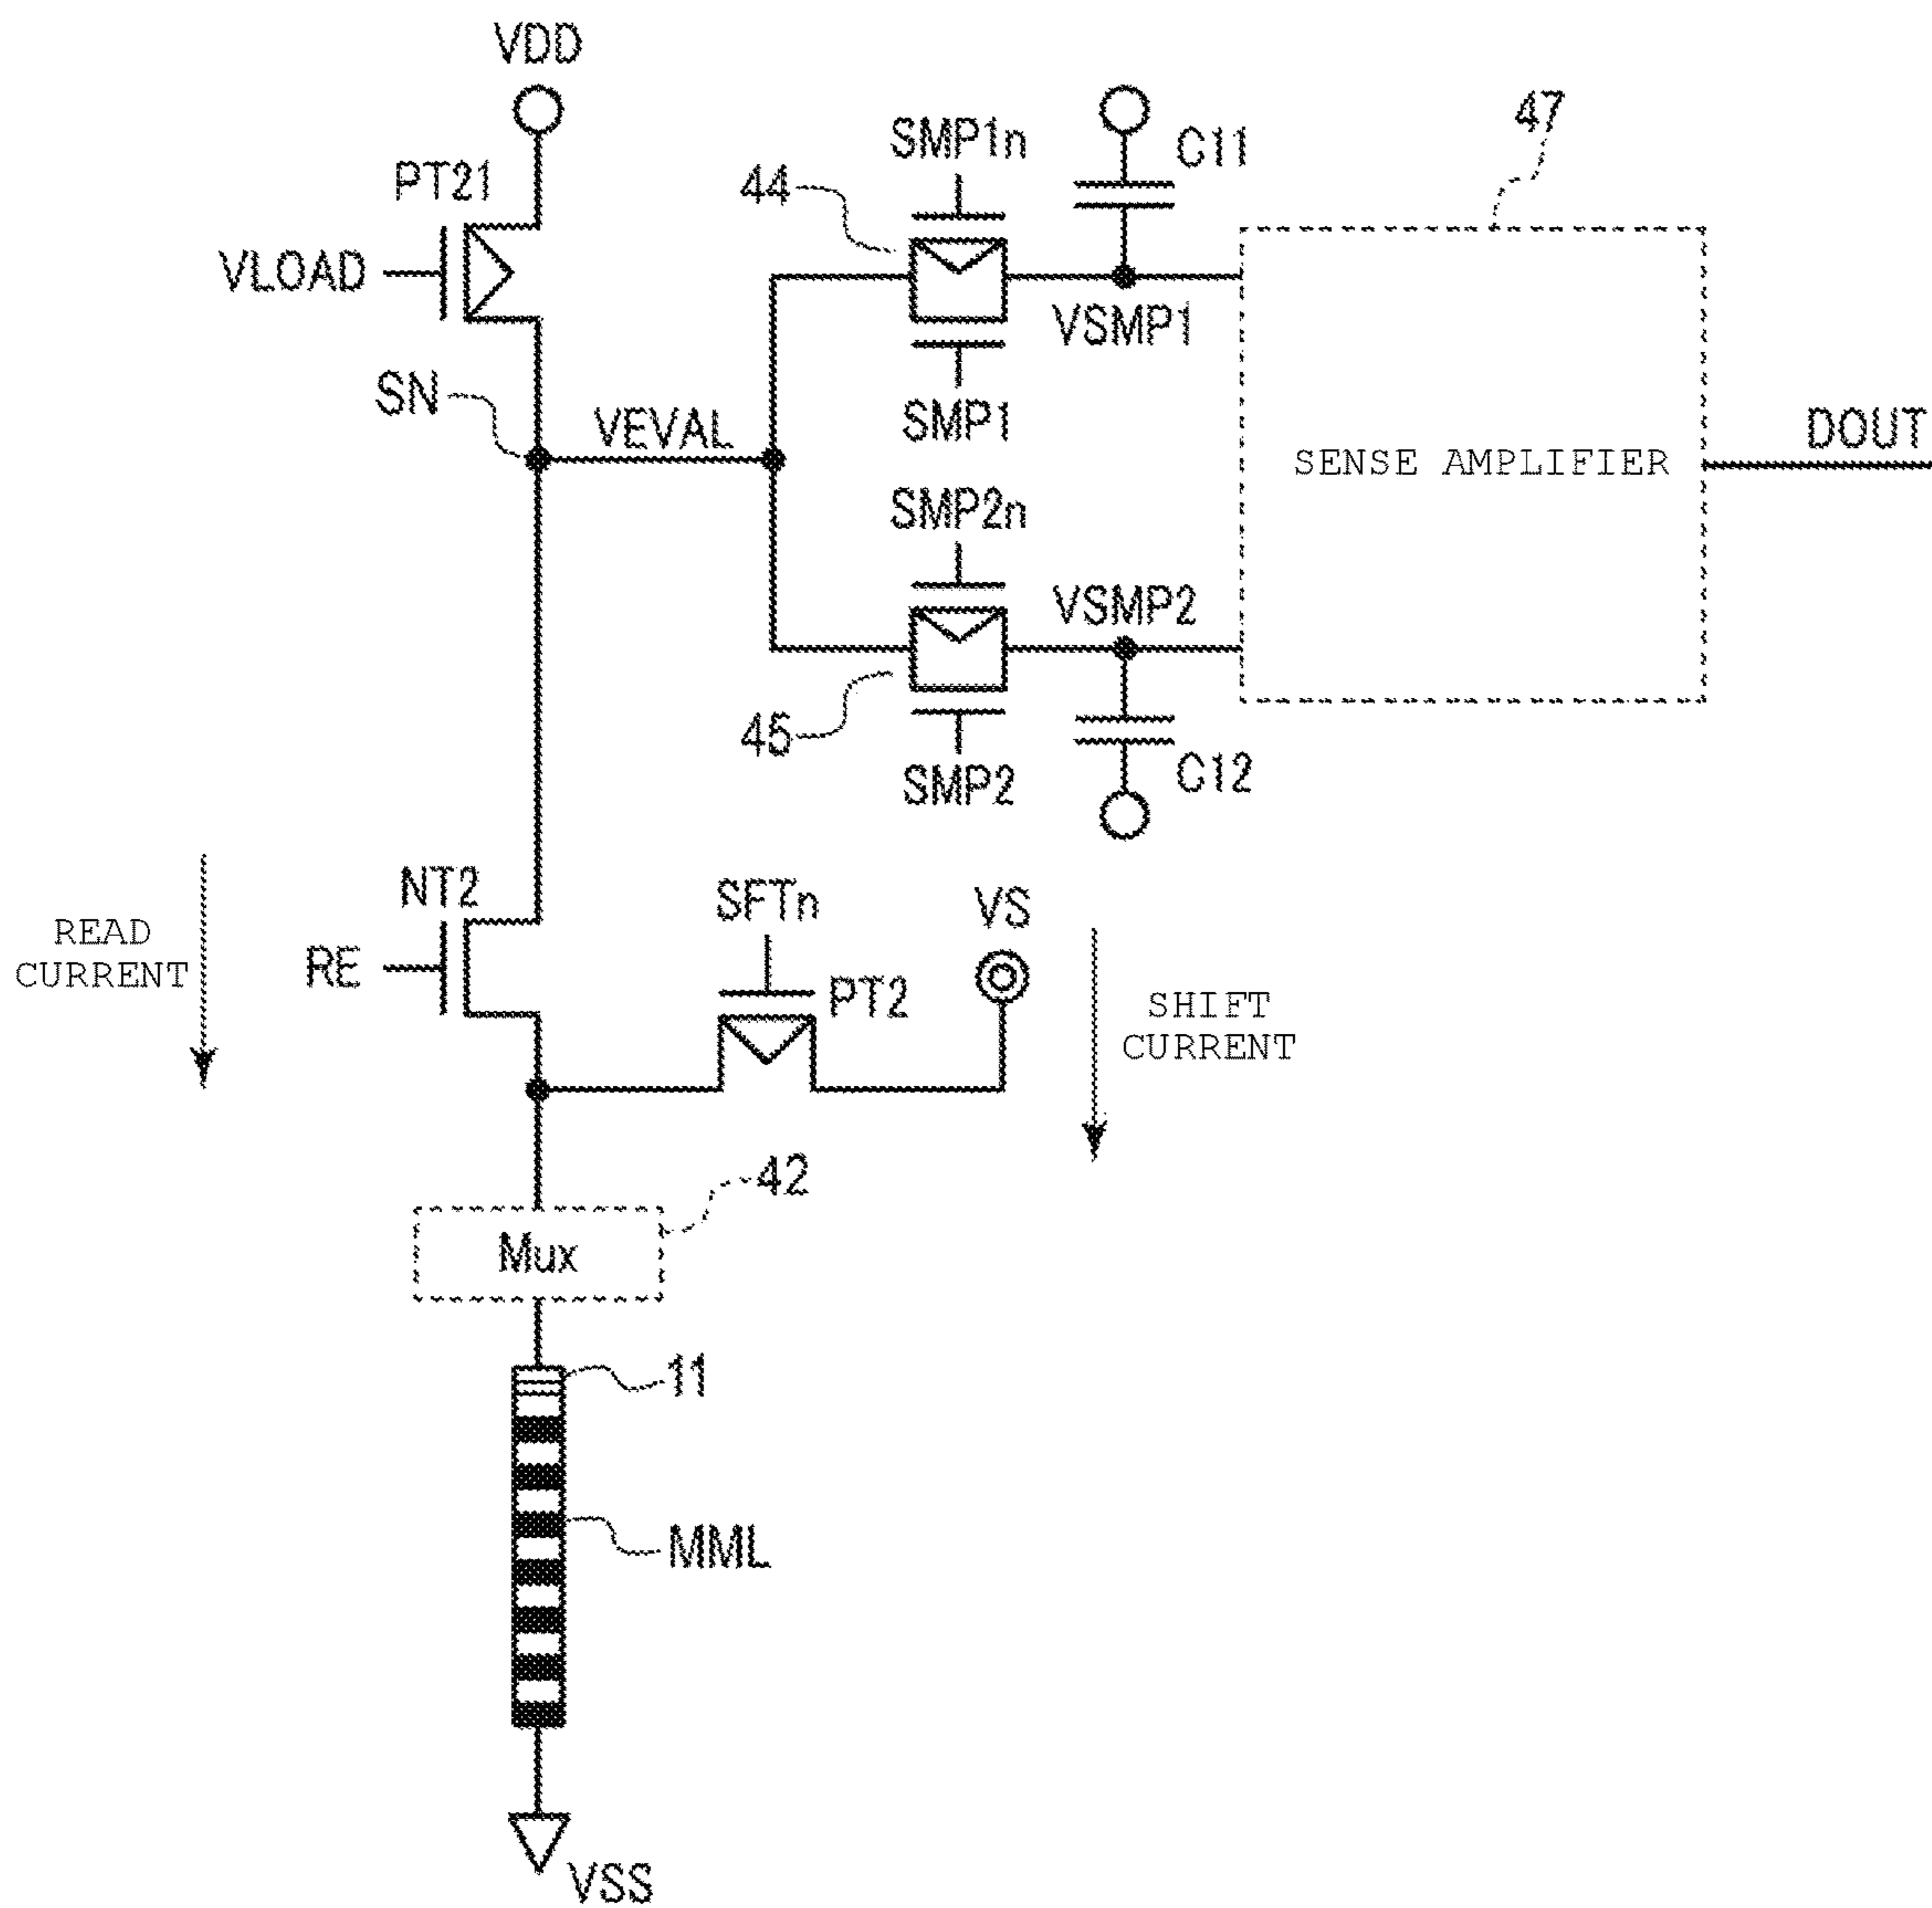 VDD
47
SMP1n
C11
PT21
44
VLOAD
VSMP1
SN
VEVAL
SMP1
DOUT
SENSE AMPLIFIER
SMP2n
VSMP2
45
SMP2
C12
NT2
SFTn
VS
READ
CURRENT
RE
PT2
SHIFT
CURRENT
42
Mux
11
MML
VSS